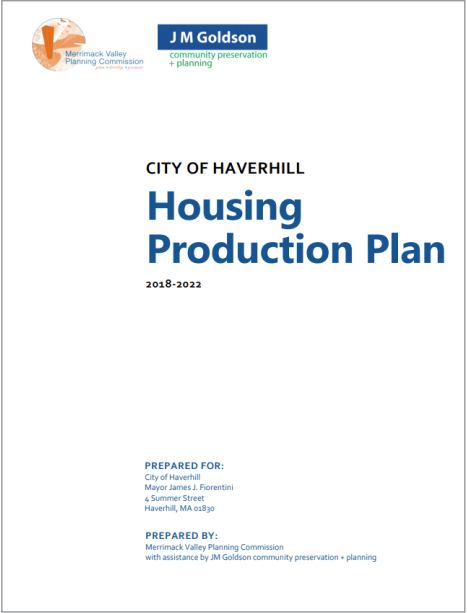 Merrimack Valley
Planning Commission
J M Goldson
community preservation
+ planning
CITY OF HAVERHILL
Housing
Production Plan
2018-2022
PREPARED FOR:
City of Haverhill
Mayor James J. Fiorentini
4 Summer Street
Haverhill, MA 01830
PREPARED BY:
Merrimack Valley Planning Commission
with assistance by JM Goldson community preservation + planning